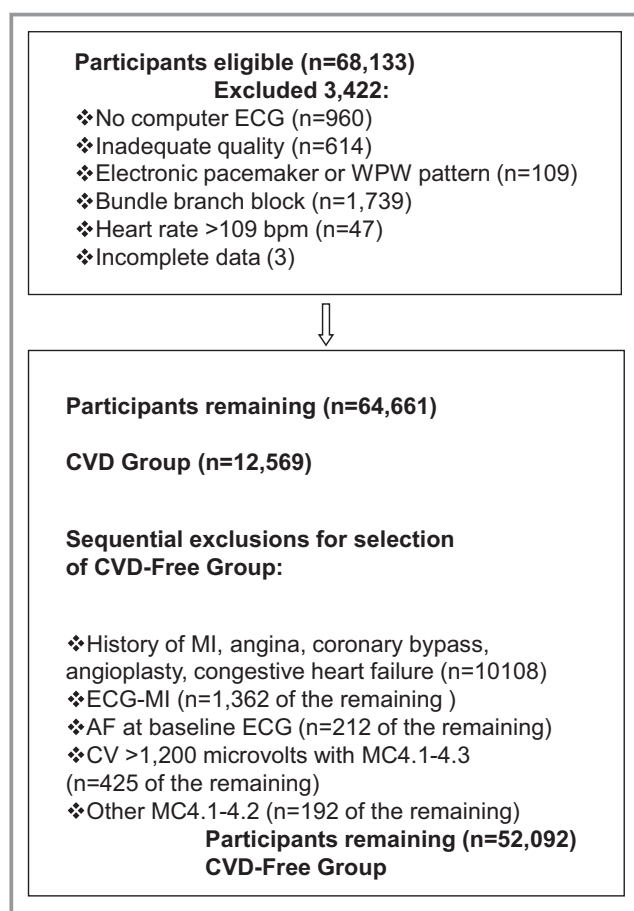 Participants eligible (n=68,133)
Excluded 3,422:
❖No computer ECG (n=960)
❖Inadequate quality (n=614)
❖Electronic pacemaker or WPW pattern (n=109)
❖Bundle branch block (n=1,739)
❖Heart rate >109 bpm (n=47)
❖Incomplete data (3)
Participants remaining (n=64,661)
CVD Group (n=12,569)
Sequential exclusions for selection
of CVD-Free Group:
❖History of MI, angina, coronary bypass,
angioplasty, congestive heart failure (n=10108)
❖ECG-MI (n=1,362 of the remaining )
❖AF at baseline ECG (n=212 of the remaining)
❖CV >1,200 microvolts with MC4.1-4.3
(n=425 of the remaining)
❖Other MC4.1-4.2 (n=192 of the remaining)
Participants remaining (n=52,092)
CVD-Free Group